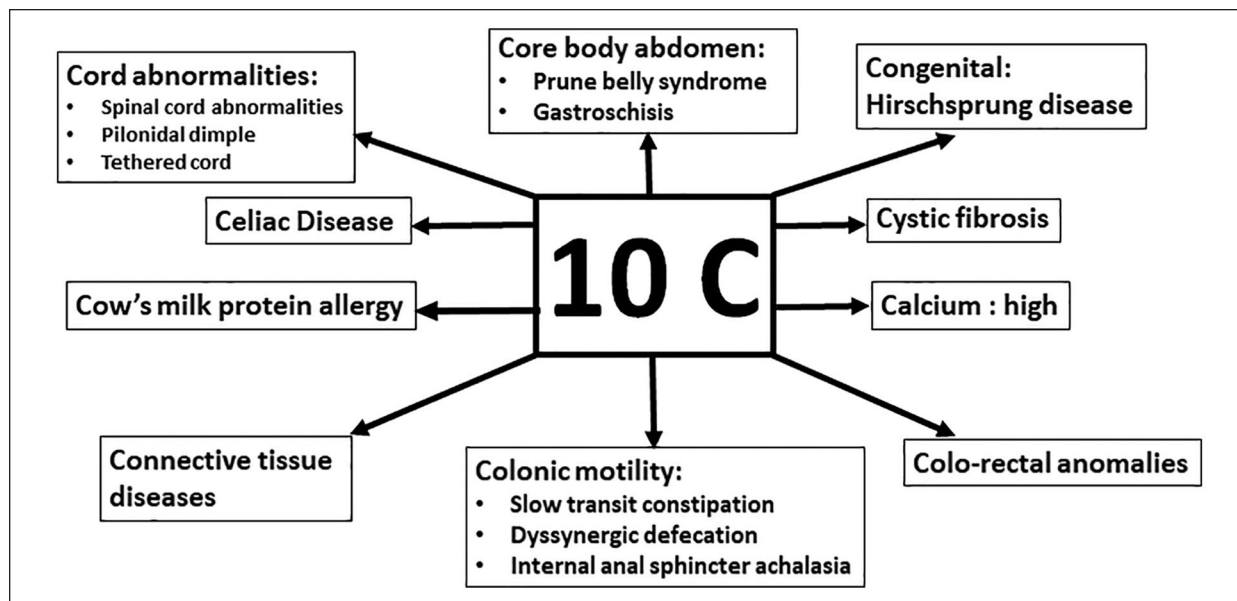 Cord abnormalities:
• Spinal cord abnormalities
• Pilonidal dimple
• Tethered cord
Core body abdomen:
• Prune belly syndrome
• Gastroschisis
Congenital:
Hirschsprung disease
Celiac Disease
Cystic fibrosis
10 C
Cow's milk protein allergy
Calcium : high
Connective tissue
diseases
Colonic motility:
• Slow transit constipation
• Dyssynergic defecation
• Internal anal sphincter achalasia
Colo-rectal anomalies